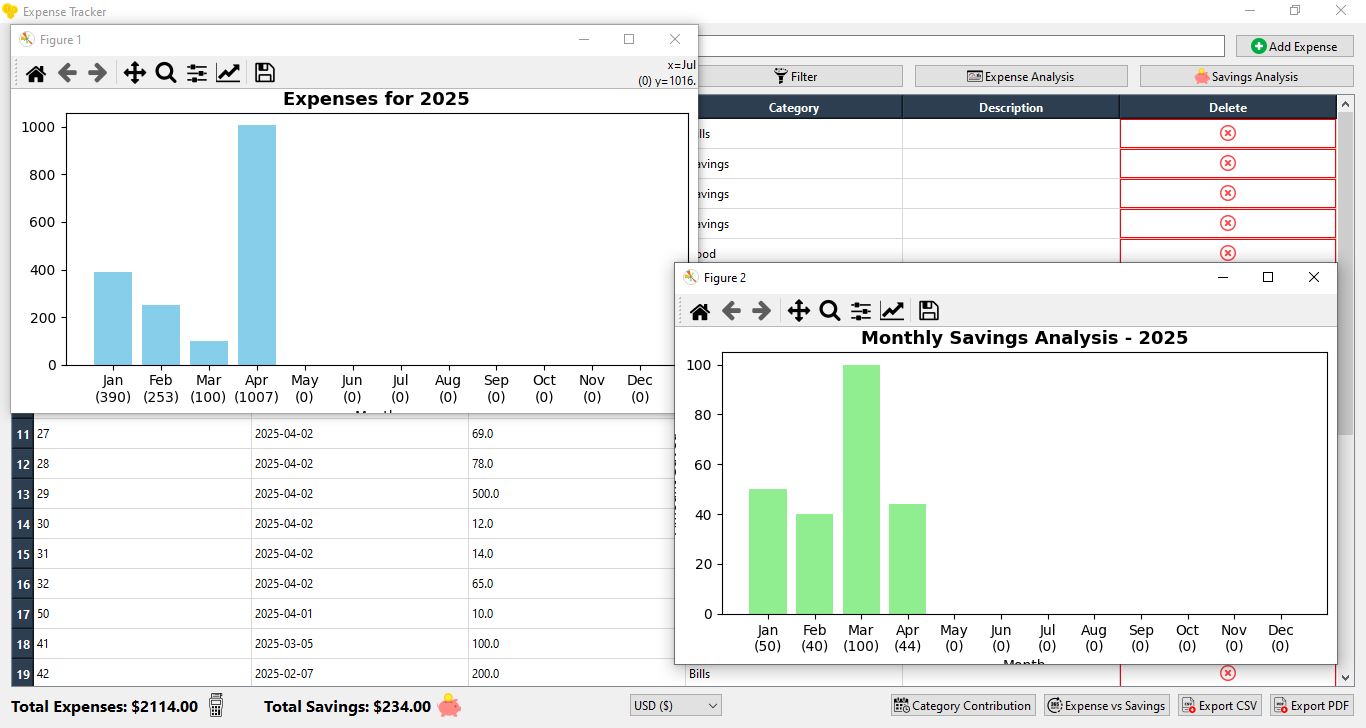 Expense Tracker
Figure 1
x=Jul
(0) y=1016.
Expenses for 2025
1000
800
600
400
200
0
Jan Feb Mar Apr May Jun Jul Aug Sep Oct Nov Dec
(390) (253) (100) (1007) (0) (0) (0) (0) (0) (0) (0) (0)
Add Expense
Filter Expense Analysis Savings Analysis
Category Description Delete
Figure 2
Monthly Savings Analysis - 2025
100
80
60
40
20
0
Jan Feb Mar Apr May Jun Jul Aug Sep Oct Nov Dec
(50) (40) (100) (44) (0) (0) (0) (0) (0) (0) (0) (0)
Month
11 27 2025-04-02 69.0
12 28 2025-04-02 78.0
13 29 2025-04-02 500.0
14 30 2025-04-02 12.0
15 31 2025-04-02 14.0
16 32 2025-04-02 65.0
17 50 2025-04-01 10.0
18 41 2025-03-05 100.0
19 42 2025-02-07 200.0 Bills
Total Expenses: $2114.00 Total Savings: $234.00 USD ($) Category Contribution Expense vs Savings Export CSV Export PDF